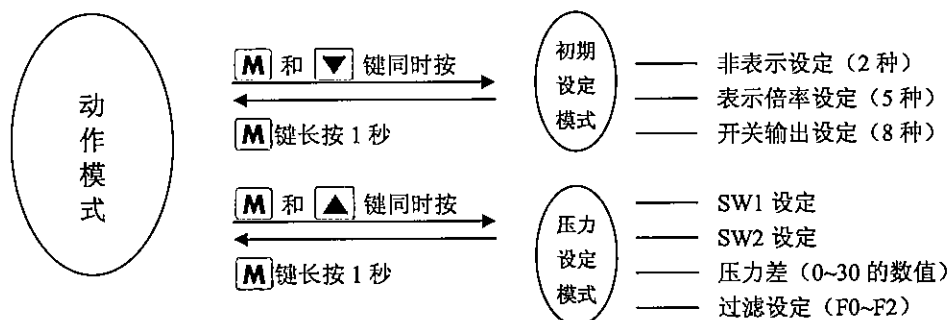 动作模式
M 和 ▼ 键同时按
M 键长按 1 秒
初期设定模式
非表示设定（2 种）
表示倍率设定（5 种）
开关输出设定（8 种）
M 和 ▲ 键同时按
M 键长按 1 秒
压力设定模式
SW1 设定
SW2 设定
压力差（0~30 的数值）
过滤设定（F0~F2）